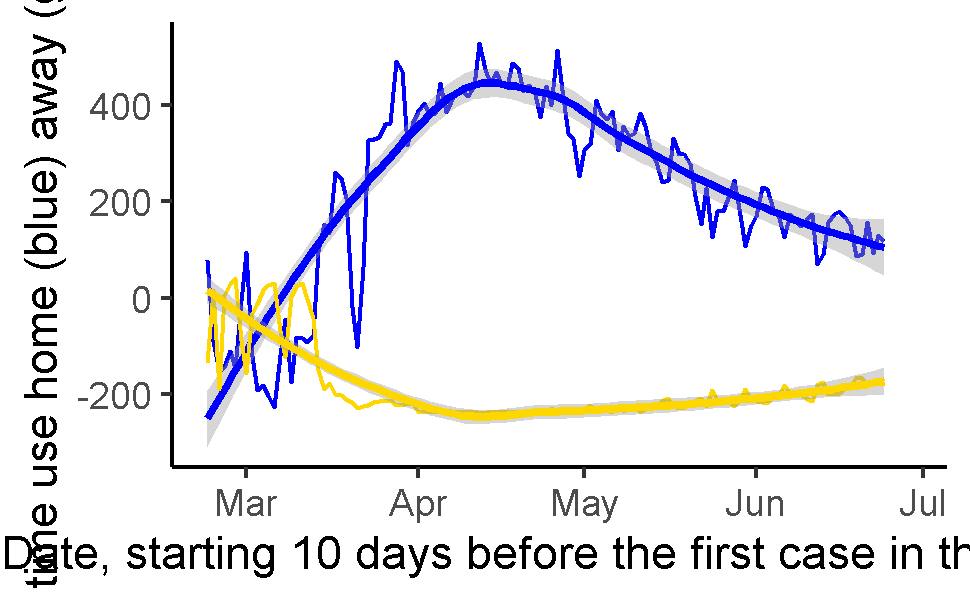 time use home (blue) away (
400
200
0
-200
Mar Apr May Jun Jul
Date, starting 10 days before the first case in th